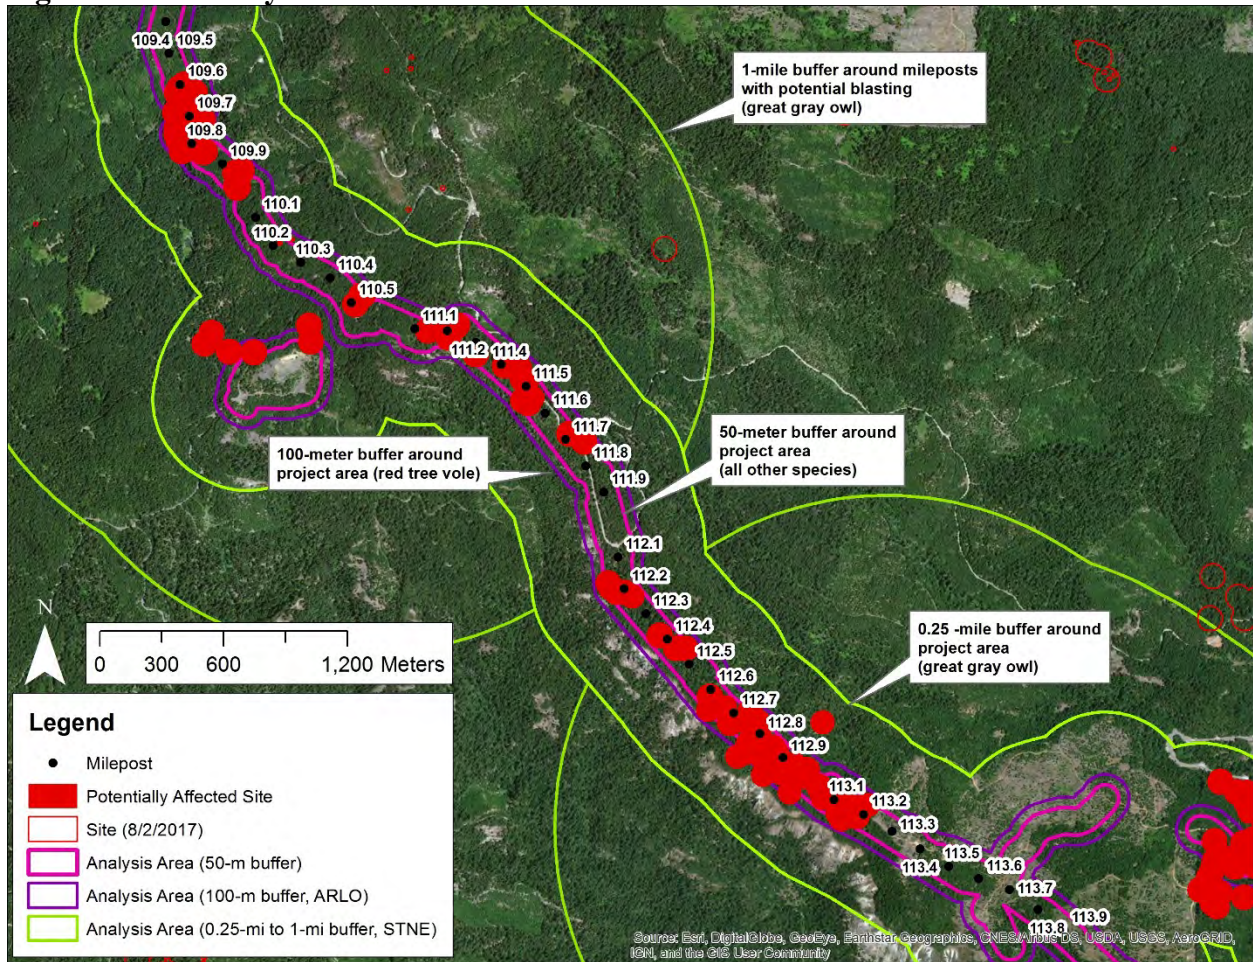 109.4 109.5
109.6
109.7
109.8
109.9
110.1
110.2
110.3
110.4
110.5
111.1
111.2
111.4
111.5
111.6
111.7
111.8
111.9
112.1
112.2
112.3
112.4
112.5
112.6
112.7
112.8
112.9
113.1
113.2
113.3
113.4
113.5
113.6
113.7
113.8
113.9
1-mile buffer around mileposts
with potential blasting
(great gray owl)
100-meter buffer around
project area (red tree vole)
50-meter buffer around
project area
(all other species)
0.25 -mile buffer around
project area
(great gray owl)
N
0 300 600 1,200 Meters
Legend
Milepost
Potentially Affected Site
Site (8/2/2017)
Analysis Area (50-m buffer)
Analysis Area (100-m buffer, ARLO)
Analysis Area (0.25-mi to 1-mi buffer, STNE)
Source: Esri, DigitalGlobe, GeoEye, Earthstar Geographics, CNES/Airbus DS, USDA, USGS, AeroGRID,
IGN, and the GIS User Community